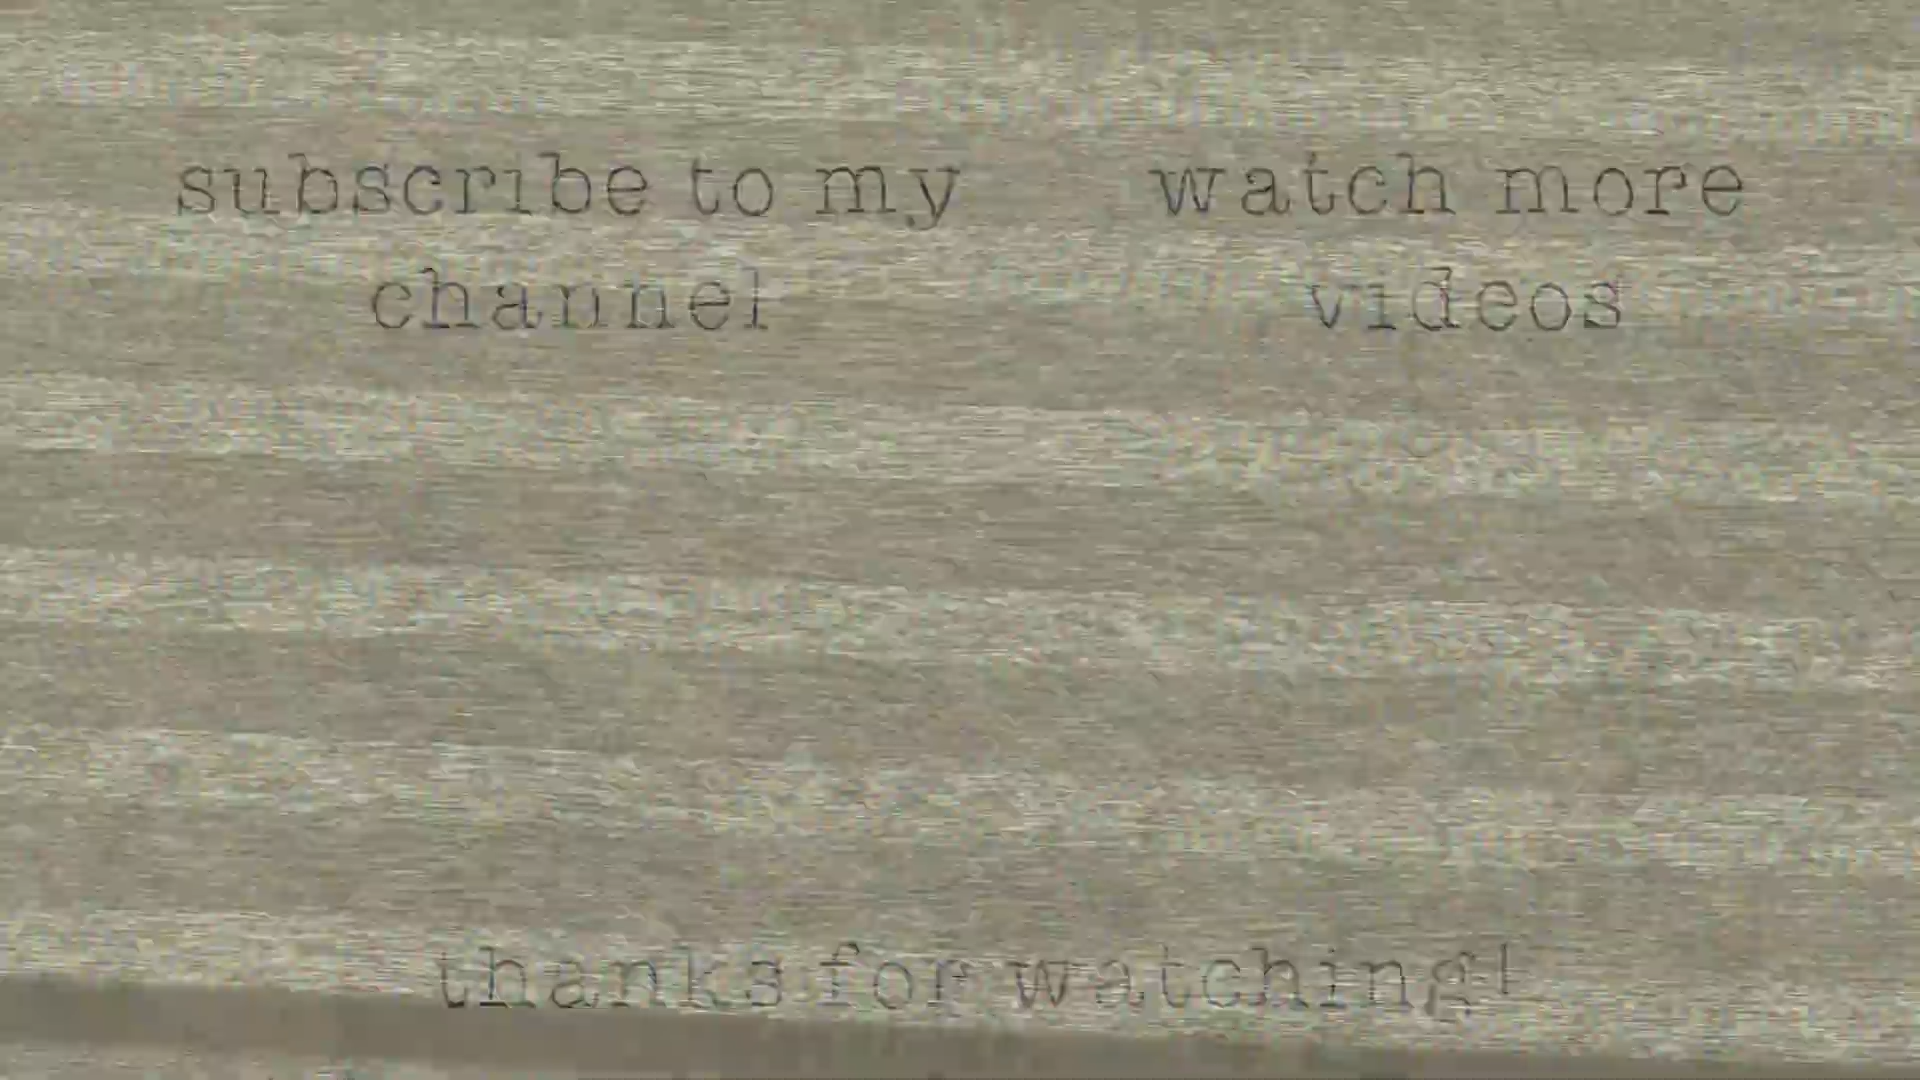 subscribe to my
channel
watch more
videos
thanks for watching!